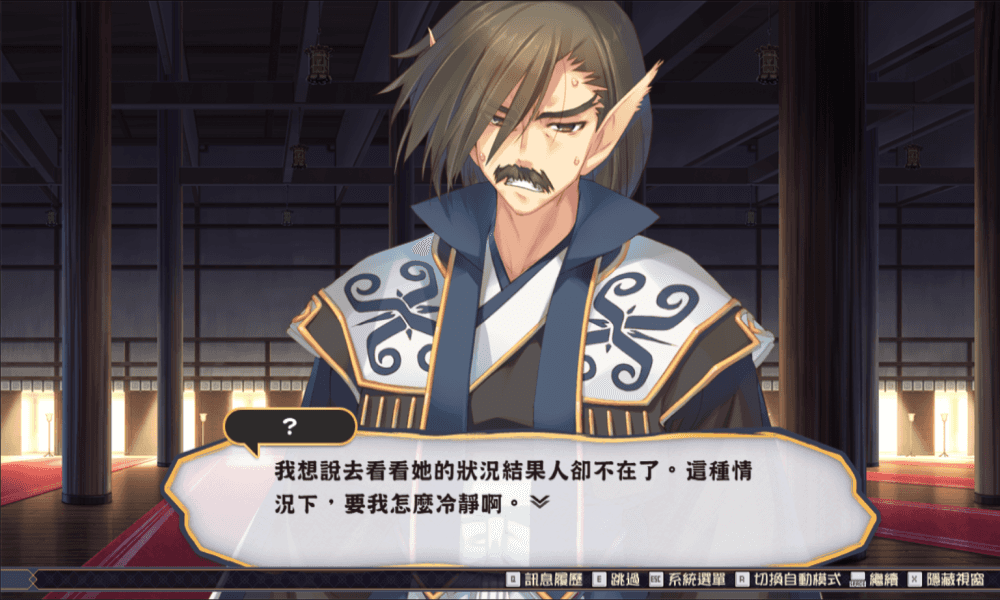 ?
我想說去看看她的狀況結果人卻不在了。這種情
況下，要我怎麼冷靜啊。
Q 訊息履歷 E 跳過 ESC 系統選單 A 切換自動模式 繼續 X 隱藏視窗